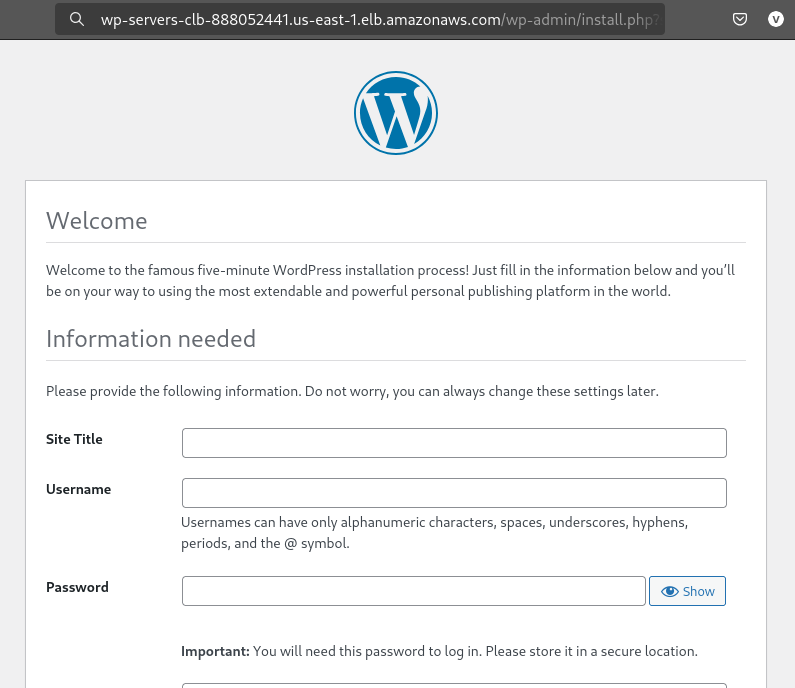 wp-servers-clb-888052441.us-east-1.elb.amazonaws.com/wp-admin/install.php?
V
W
Welcome
Welcome to the famous five-minute WordPress installation process! Just fill in the information below and you’ll
be on your way to using the most extendable and powerful personal publishing platform in the world.
Information needed
Please provide the following information. Do not worry, you can always change these settings later.
Site Title
Username
Usernames can have only alphanumeric characters, spaces, underscores, hyphens,
periods, and the @ symbol.
Password
Show
Important: You will need this password to log in. Please store it in a secure location.